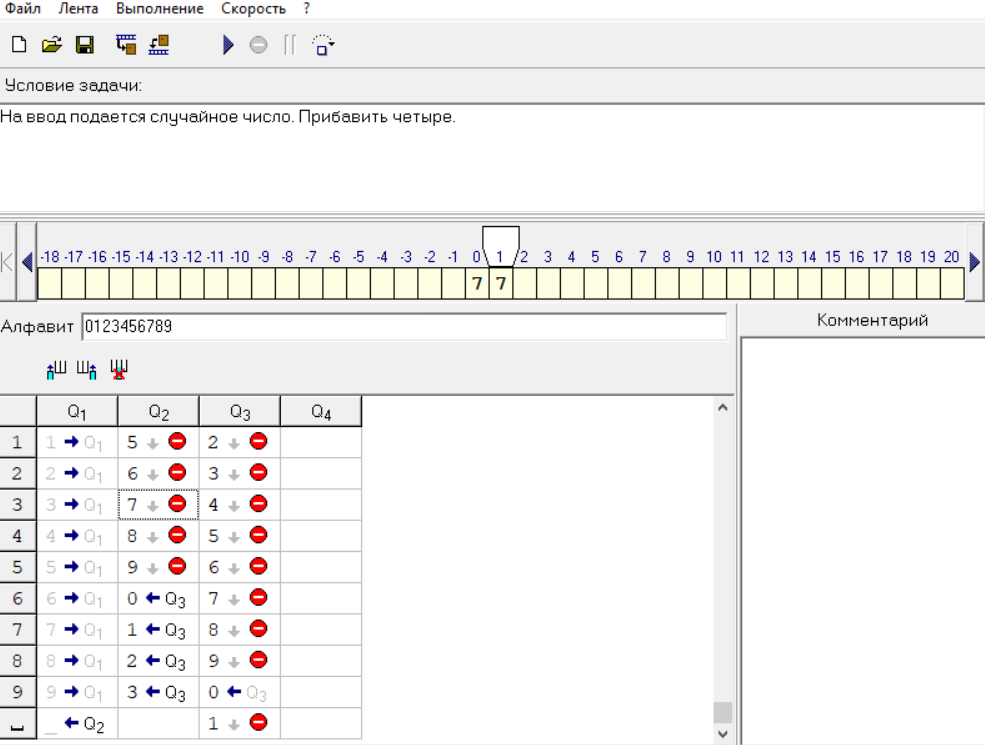 Файл Лента Выполнение Скорость ?
Условие задачи:
На ввод подается случайное число. Прибавить четыре.
-18 -17 -16 -15 -14 -13 -12 -11 -10 -9 -8 -7 -6 -5 -4 -3 -2 -1 0 1 2 3 4 5 6 7 8 9 10 11 12 13 14 15 16 17 18 19 20
7 7
Алфавит 0123456789
Комментарий
Ш Ш Ш
Q1 Q2 Q3 Q4
1 1 → Q1 5 ↓ 2 ↓
2 2 → Q1 6 ↓ 3 ↓
3 3 → Q1 7 ↓ 4 ↓
4 4 → Q1 8 ↓ 5 ↓
5 5 → Q1 9 ↓ 6 ↓
6 6 → Q1 0 ← Q3 7 ↓
7 7 → Q1 1 ← Q3 8 ↓
8 8 → Q1 2 ← Q3 9 ↓
9 9 → Q1 3 ← Q3 0 ← Q3
␣ _ ← Q2 1 ↓